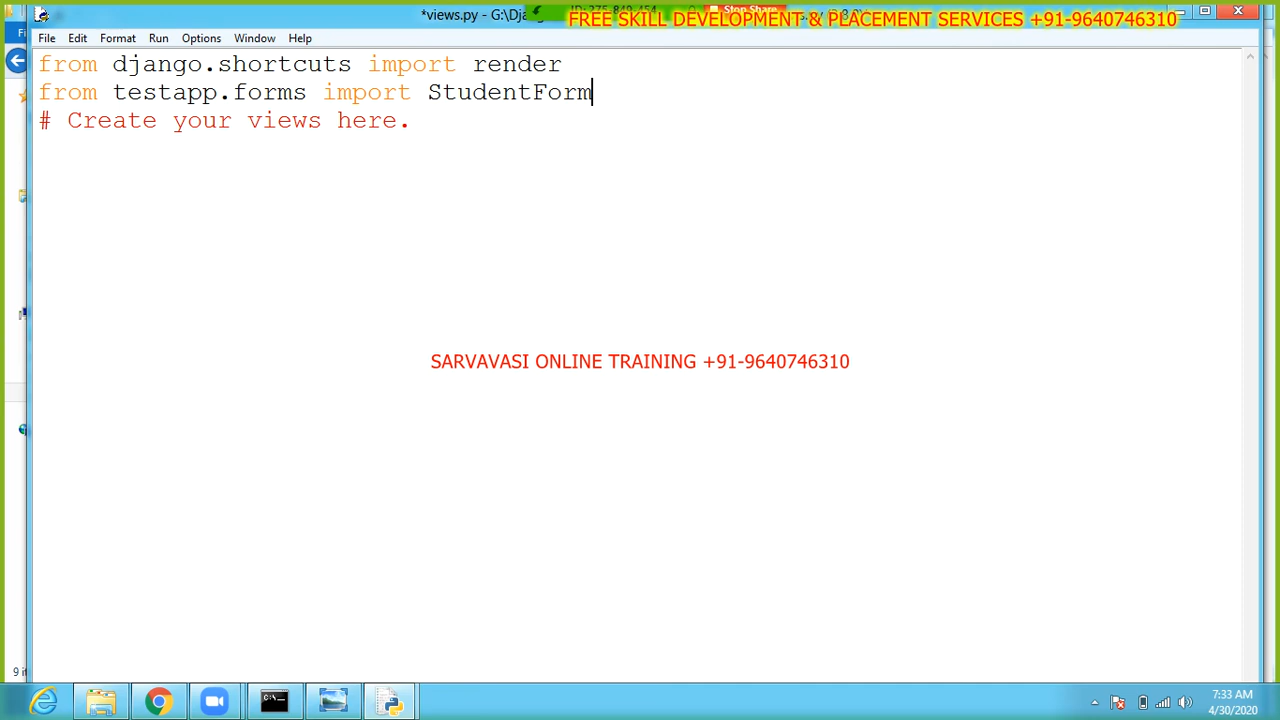 *views.py - G:\Dj
FREE SKILL DEVELOPMENT & PLACEMENT SERVICES +91-9640746310
File Edit Format Run Options Window Help
from django.shortcuts import render
from testapp.forms import StudentForm
# Create your views here.
SARVAVASI ONLINE TRAINING +91-9640746310
7:33 AM
4/30/2020